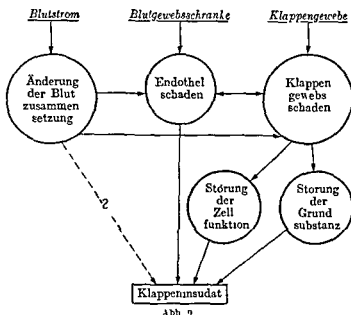 Blutstrom Blutgewebsschranke Klappengewebe
Änderung
der Blut
zusammen
setzung
Endothel
schaden
Klappen
gewebs
schaden
2
Störung
der
Zell
funktion
Storung
der
Grund
substanz
Klappeninsudat
Abb 2